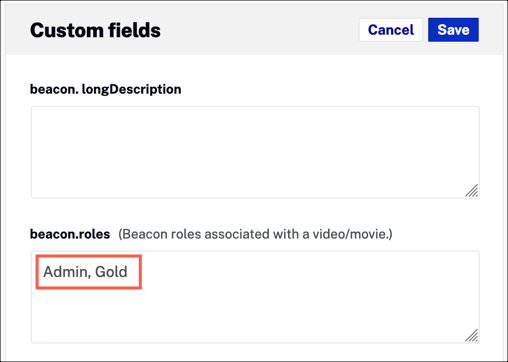 Custom fields
Cancel
Save
beacon. longDescription
beacon.roles (Beacon roles associated with a video/movie.)
Admin, Gold